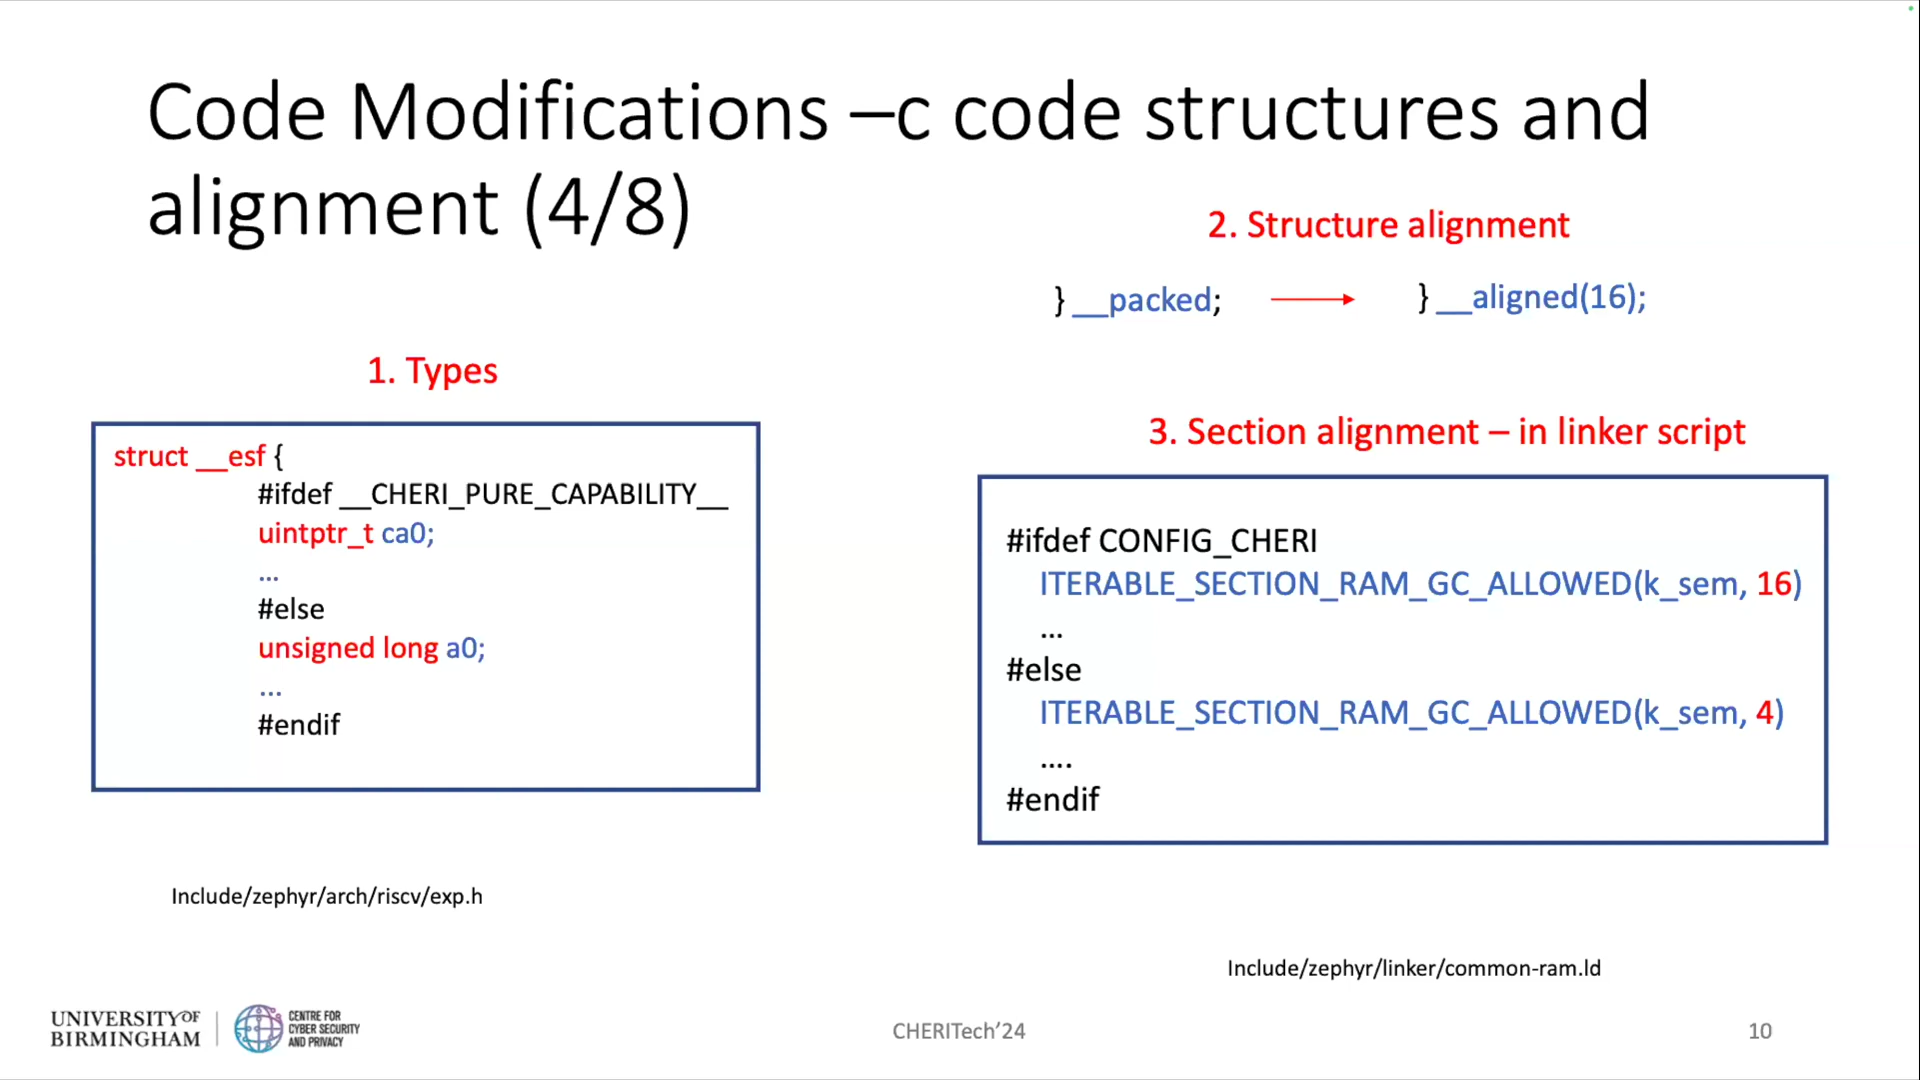 Code Modifications –c code structures and
alignment (4/8)
1. Types
struct __esf {
#ifdef __CHERI_PURE_CAPABILITY__
uintptr_t ca0;
...
#else
unsigned long a0;
...
#endif
Include/zephyr/arch/riscv/exp.h
2. Structure alignment
} __packed; } __aligned(16);
3. Section alignment – in linker script
#ifdef CONFIG_CHERI
ITERABLE_SECTION_RAM_GC_ALLOWED(k_sem, 16)
...
#else
ITERABLE_SECTION_RAM_GC_ALLOWED(k_sem, 4)
....
#endif
Include/zephyr/linker/common-ram.ld
UNIVERSITY OF
BIRMINGHAM
CENTRE FOR
CYBER SECURITY
AND PRIVACY
CHERITech’24
10